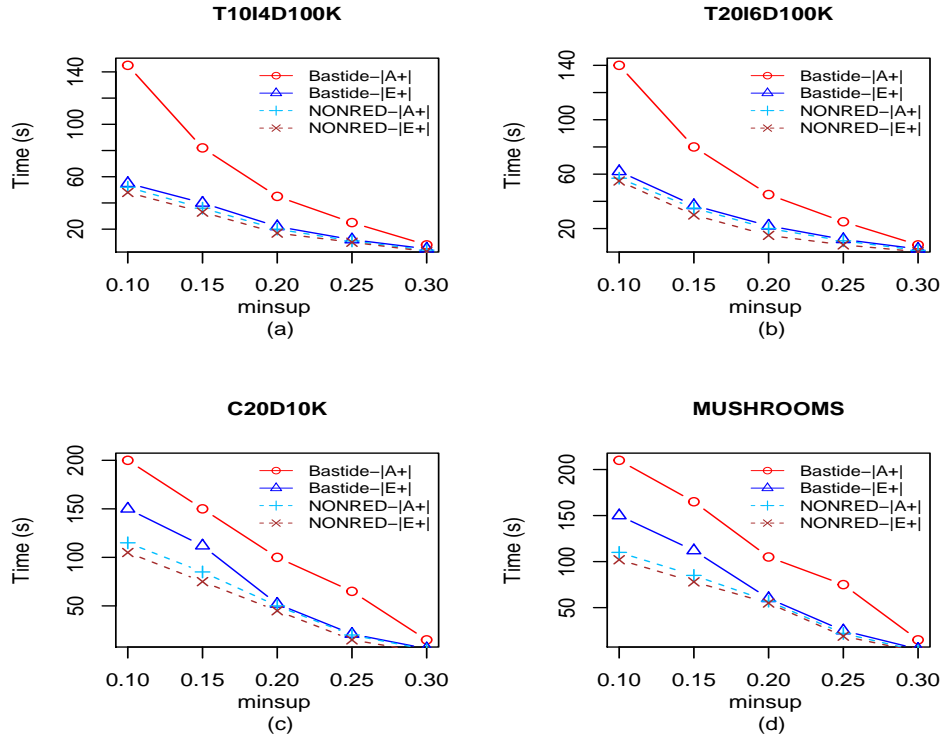 T10I4D100K
Time (s)
20 60 100 140
Bastide−|A+|
Bastide−|E+|
NONRED−|A+|
NONRED−|E+|
0.10 0.15 0.20 0.25 0.30
minsup
(a)
T20I6D100K
Time (s)
20 60 100 140
Bastide−|A+|
Bastide−|E+|
NONRED−|A+|
NONRED−|E+|
0.10 0.15 0.20 0.25 0.30
minsup
(b)
C20D10K
Time (s)
50 100 150 200
Bastide−|A+|
Bastide−|E+|
NONRED−|A+|
NONRED−|E+|
0.10 0.15 0.20 0.25 0.30
minsup
(c)
MUSHROOMS
Time (s)
50 100 150 200
Bastide−|A+|
Bastide−|E+|
NONRED−|A+|
NONRED−|E+|
0.10 0.15 0.20 0.25 0.30
minsup
(d)